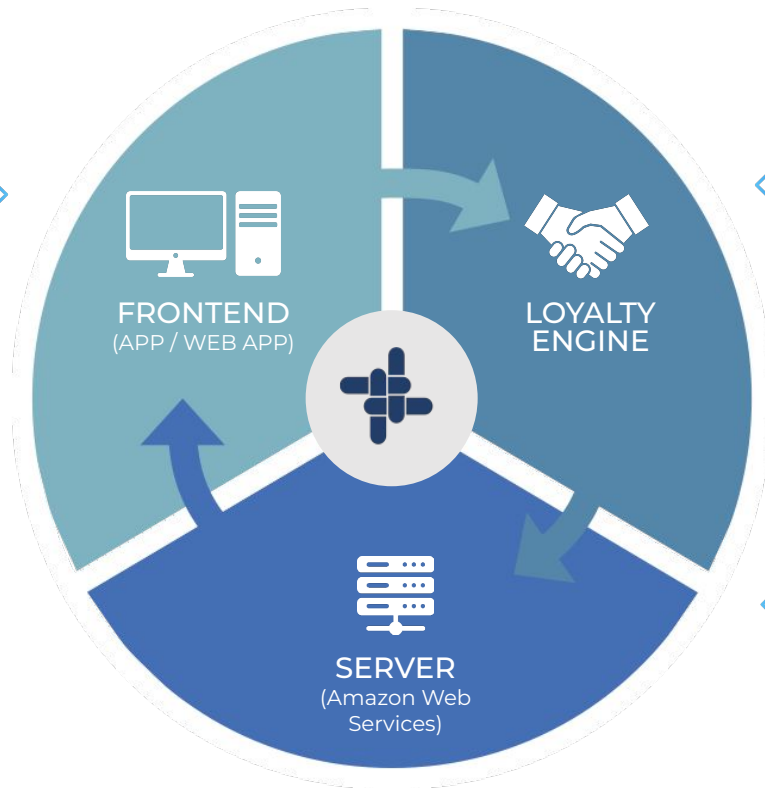 FRONTEND
(APP / WEB APP)
LOYALTY
ENGINE
SERVER
(Amazon Web
Services)